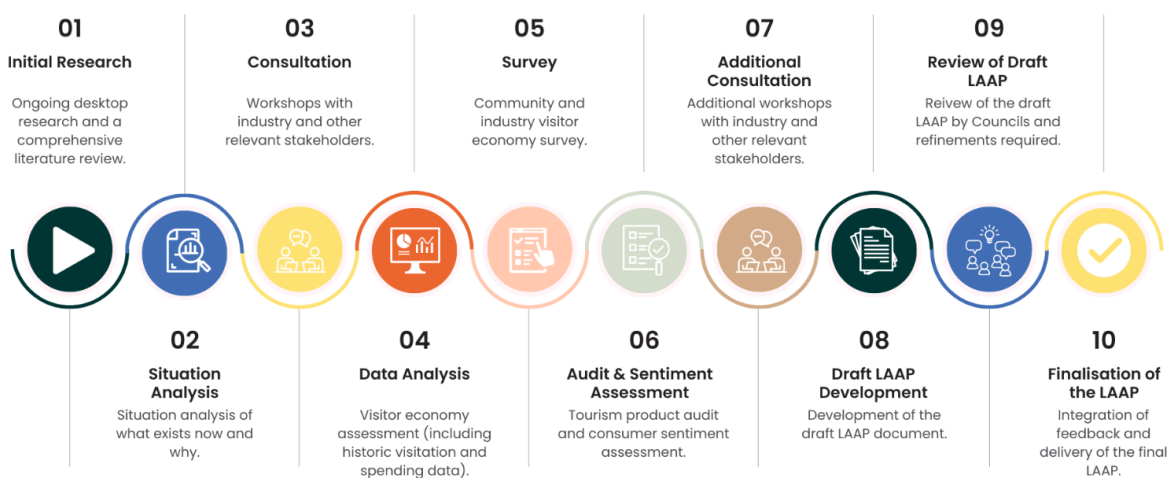 01
Initial Research
Ongoing desktop
research and a
comprehensive
literature review.
02
Situation
Analysis
Situation analysis of
what exists now and
why.
03
Consultation
Workshops with
industry and other
relevant stakeholders.
04
Data Analysis
Visitor economy
assessment (including
historic visitation and
spending data).
05
Survey
Community and
industry visitor
economy survey.
06
Audit & Sentiment
Assessment
Tourism product audit
and consumer sentiment
assessment.
07
Additional
Consultation
Additional workshops
with industry and
other relevant
stakeholders.
08
Draft LAAP
Development
Development of the
draft LAAP document.
09
Review of Draft
LAAP
Reivew of the draft
LAAP by Councils and
refinements required.
10
Finalisation of
the LAAP
Integration of
feedback and
delivery of the final
LAAP.